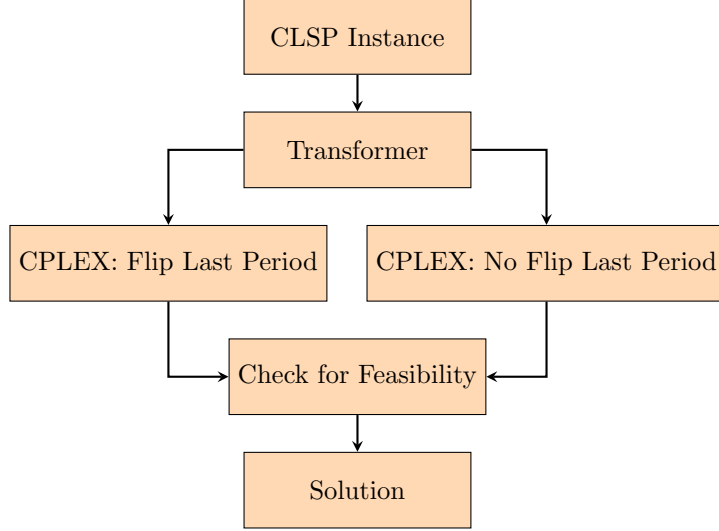 CLSP Instance
Transformer
CPLEX: Flip Last Period
CPLEX: No Flip Last Period
Check for Feasibility
Solution